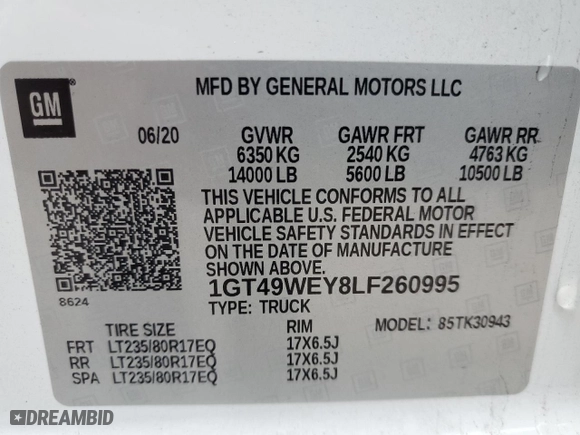 GM
MFD BY GENERAL MOTORS LLC
06/20 GVWR GAWR FRT GAWR RR
6350 KG 2540 KG 4763 KG
14000 LB 5600 LB 10500 LB
THIS VEHICLE CONFORMS TO ALL
APPLICABLE U.S. FEDERAL MOTOR
VEHICLE SAFETY STANDARDS IN EFFECT
ON THE DATE OF MANUFACTURE
SHOWN ABOVE.
8624
1GT49WEY8LF260995
TYPE: TRUCK
MODEL: 85TK30943
TIRE SIZE RIM
FRT LT235/80R17EQ 17X6.5J
RR LT235/80R17EQ 17X6.5J
SPA LT235/80R17EQ 17X6.5J
DREAMBID